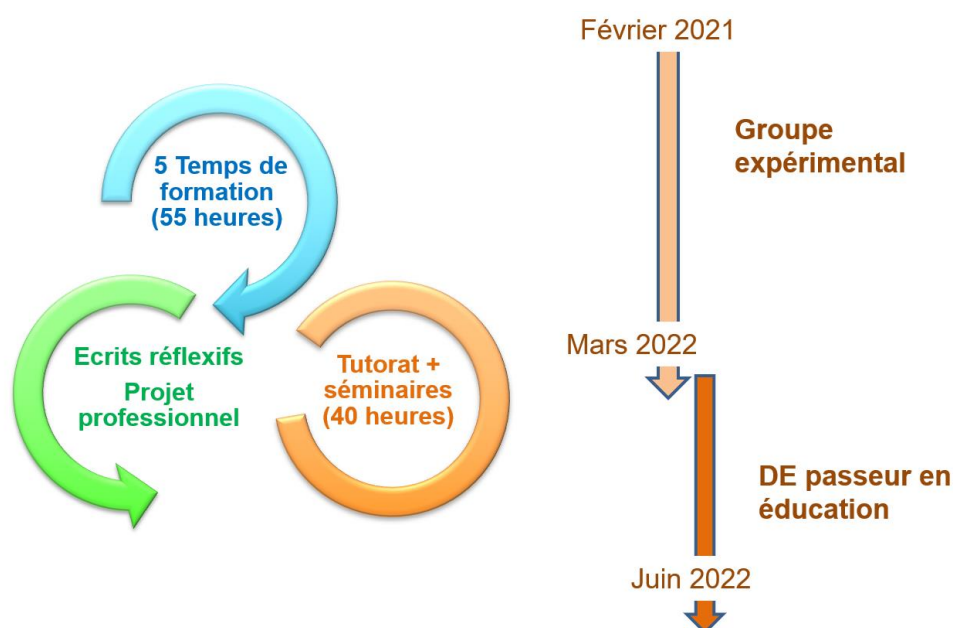 5 Temps de
formation
(55 heures)
Ecrits réflexifs
Projet
professionnel
Tutorat +
séminaires
(40 heures)
Février 2021
Groupe
expérimental
Mars 2022
DE passeur en
éducation
Juin 2022